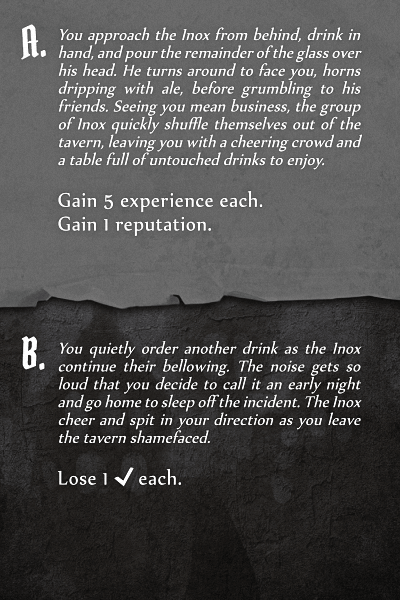 A. You approach the Inox from behind, drink in
hand, and pour the remainder of the glass over
his head. He turns around to face you, horns
dripping with ale, before grumbling to his
friends. Seeing you mean business, the group
of Inox quickly shuffle themselves out of the
tavern, leaving you with a cheering crowd and
a table full of untouched drinks to enjoy.
Gain 5 experience each.
Gain 1 reputation.
B. You quietly order another drink as the Inox
continue their bellowing. The noise gets so
loud that you decide to call it an early night
and go home to sleep off the incident. The Inox
cheer and spit in your direction as you leave
the tavern shamefaced.
Lose 1 ✓ each.